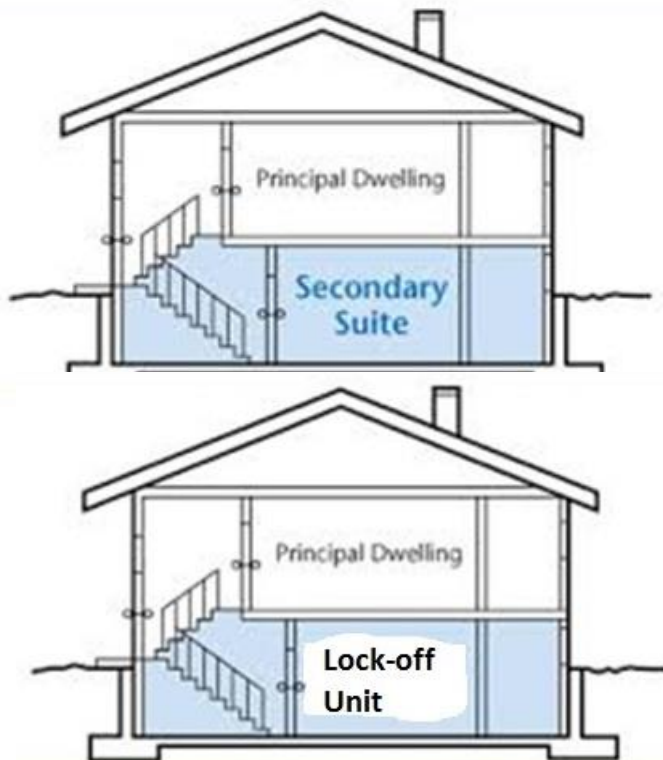 Principal Dwelling
Secondary
Suite
Principal Dwelling
Lock-off
Unit